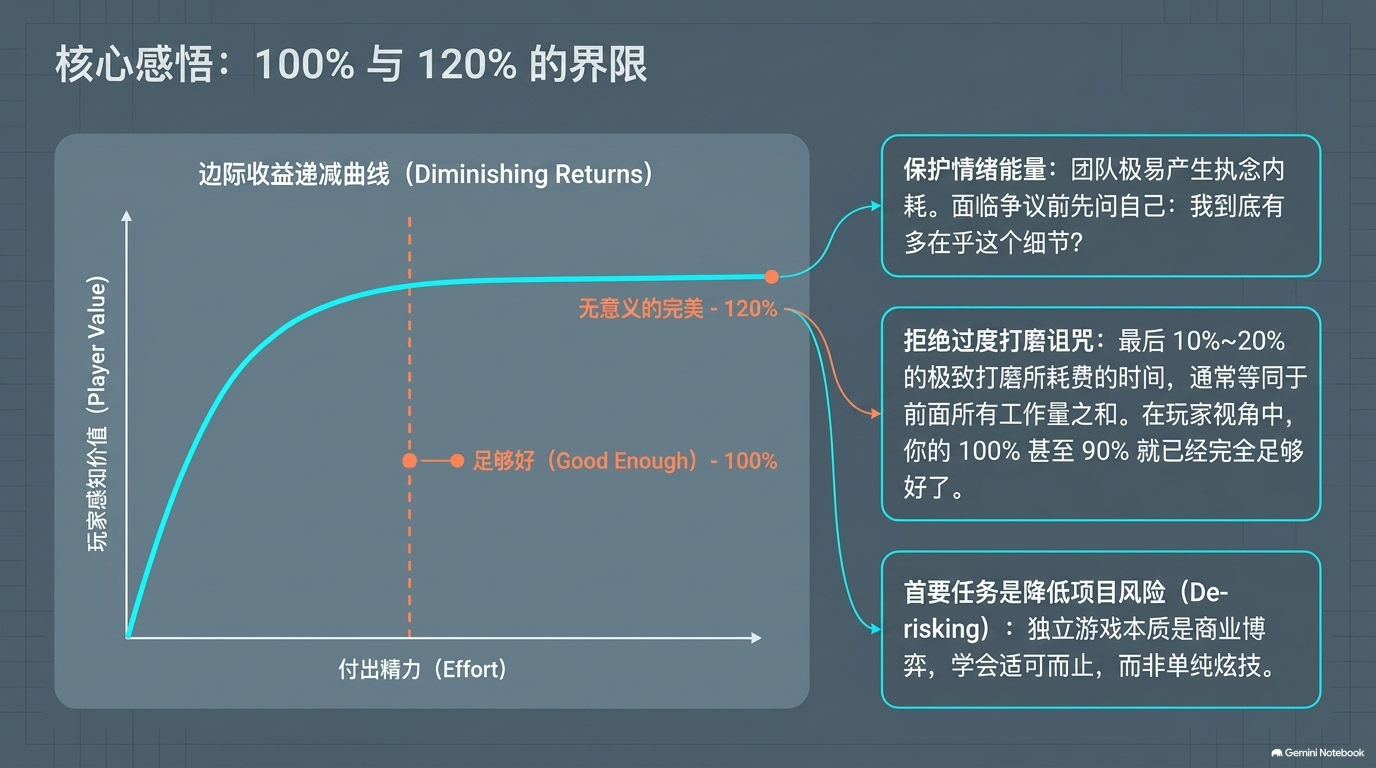 核心感悟：100% 与 120% 的界限
边际收益递减曲线（Diminishing Returns）
玩家感知价值（Player Value）
无意义的完美 - 120%
足够好（Good Enough）- 100%
付出精力（Effort）
保护情绪能量：团队极易产生执念内
耗。面临争议前先问自己：我到底有
多在乎这个细节？
拒绝过度打磨诅咒：最后 10%~20%
的极致打磨所耗费的时间，通常等同于
前面所有工作量之和。在玩家视角中，
你的 100% 甚至 90% 就已经完全足够
好了。
首要任务是降低项目风险（De-
risking）：独立游戏本质是商业博
弈，学会适可而止，而非单纯炫技。
Gemini Notebook